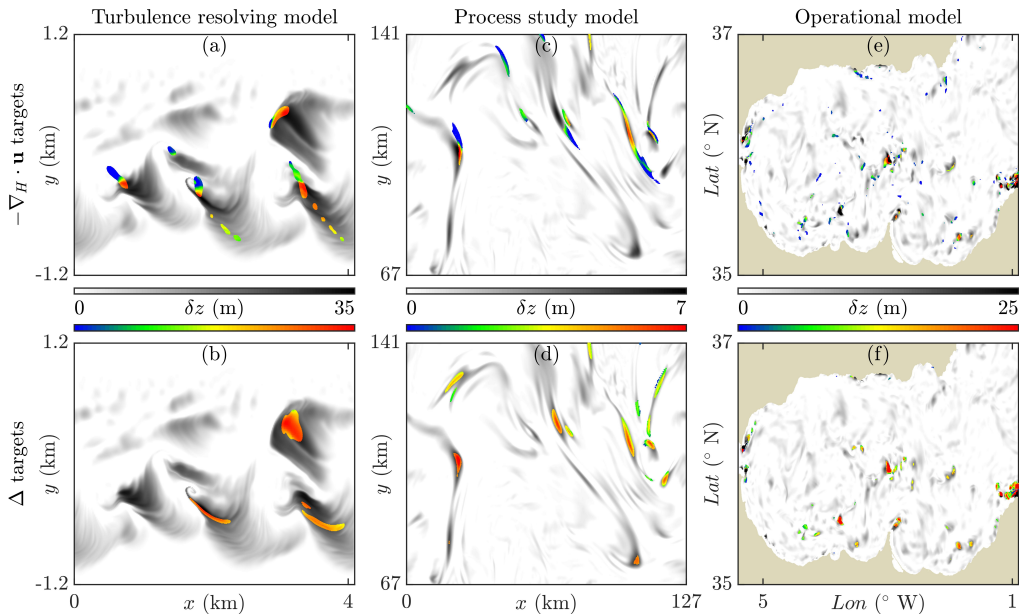 Turbulence resolving model
Process study model
Operational model
−∇H · u targets
1.2
y (km)
-1.2
(a)
141
y (km)
67
(c)
37
Lat(° N)
35
(e)
0 δz (m) 35
0 δz (m) 7
0 δz (m) 25
Δ targets
1.2
y (km)
-1.2
(b)
0 x (km) 4
141
y (km)
67
(d)
0 x (km) 127
37
Lat(° N)
35
(f)
5 Lon(° W) 1